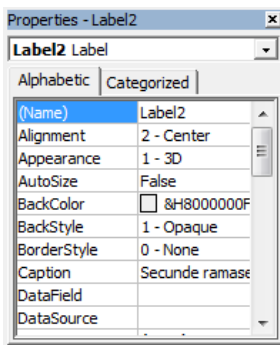 Properties - Label2
Label2 Label
Alphabetic Categorized
(Name) Label2
Alignment 2 - Center
Appearance 1 - 3D
AutoSize False
BackColor &H8000000F
BackStyle 1 - Opaque
BorderStyle 0 - None
Caption Secunde ramase
DataField
DataSource